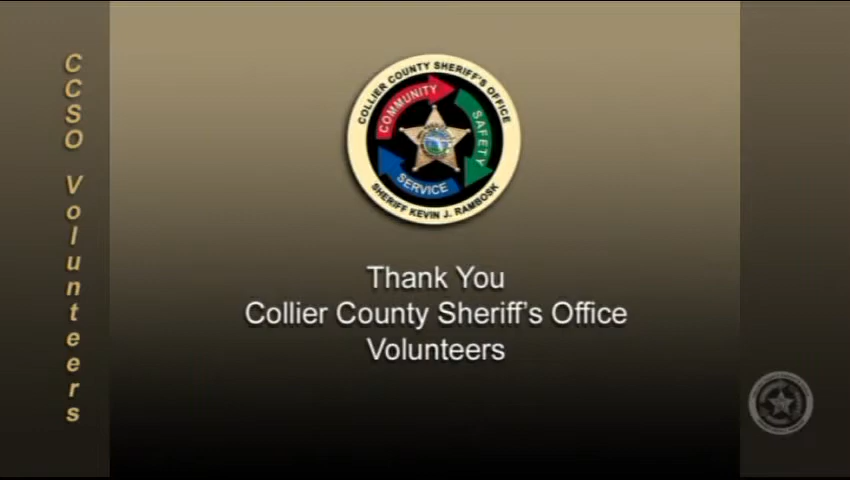 CCSO Volunteers
COLLIER COUNTY SHERIFF'S OFFICE
COMMUNITY
SAFETY
SERVICE
SHERIFF KEVIN J. RAMBOSK
Thank You
Collier County Sheriff's Office
Volunteers